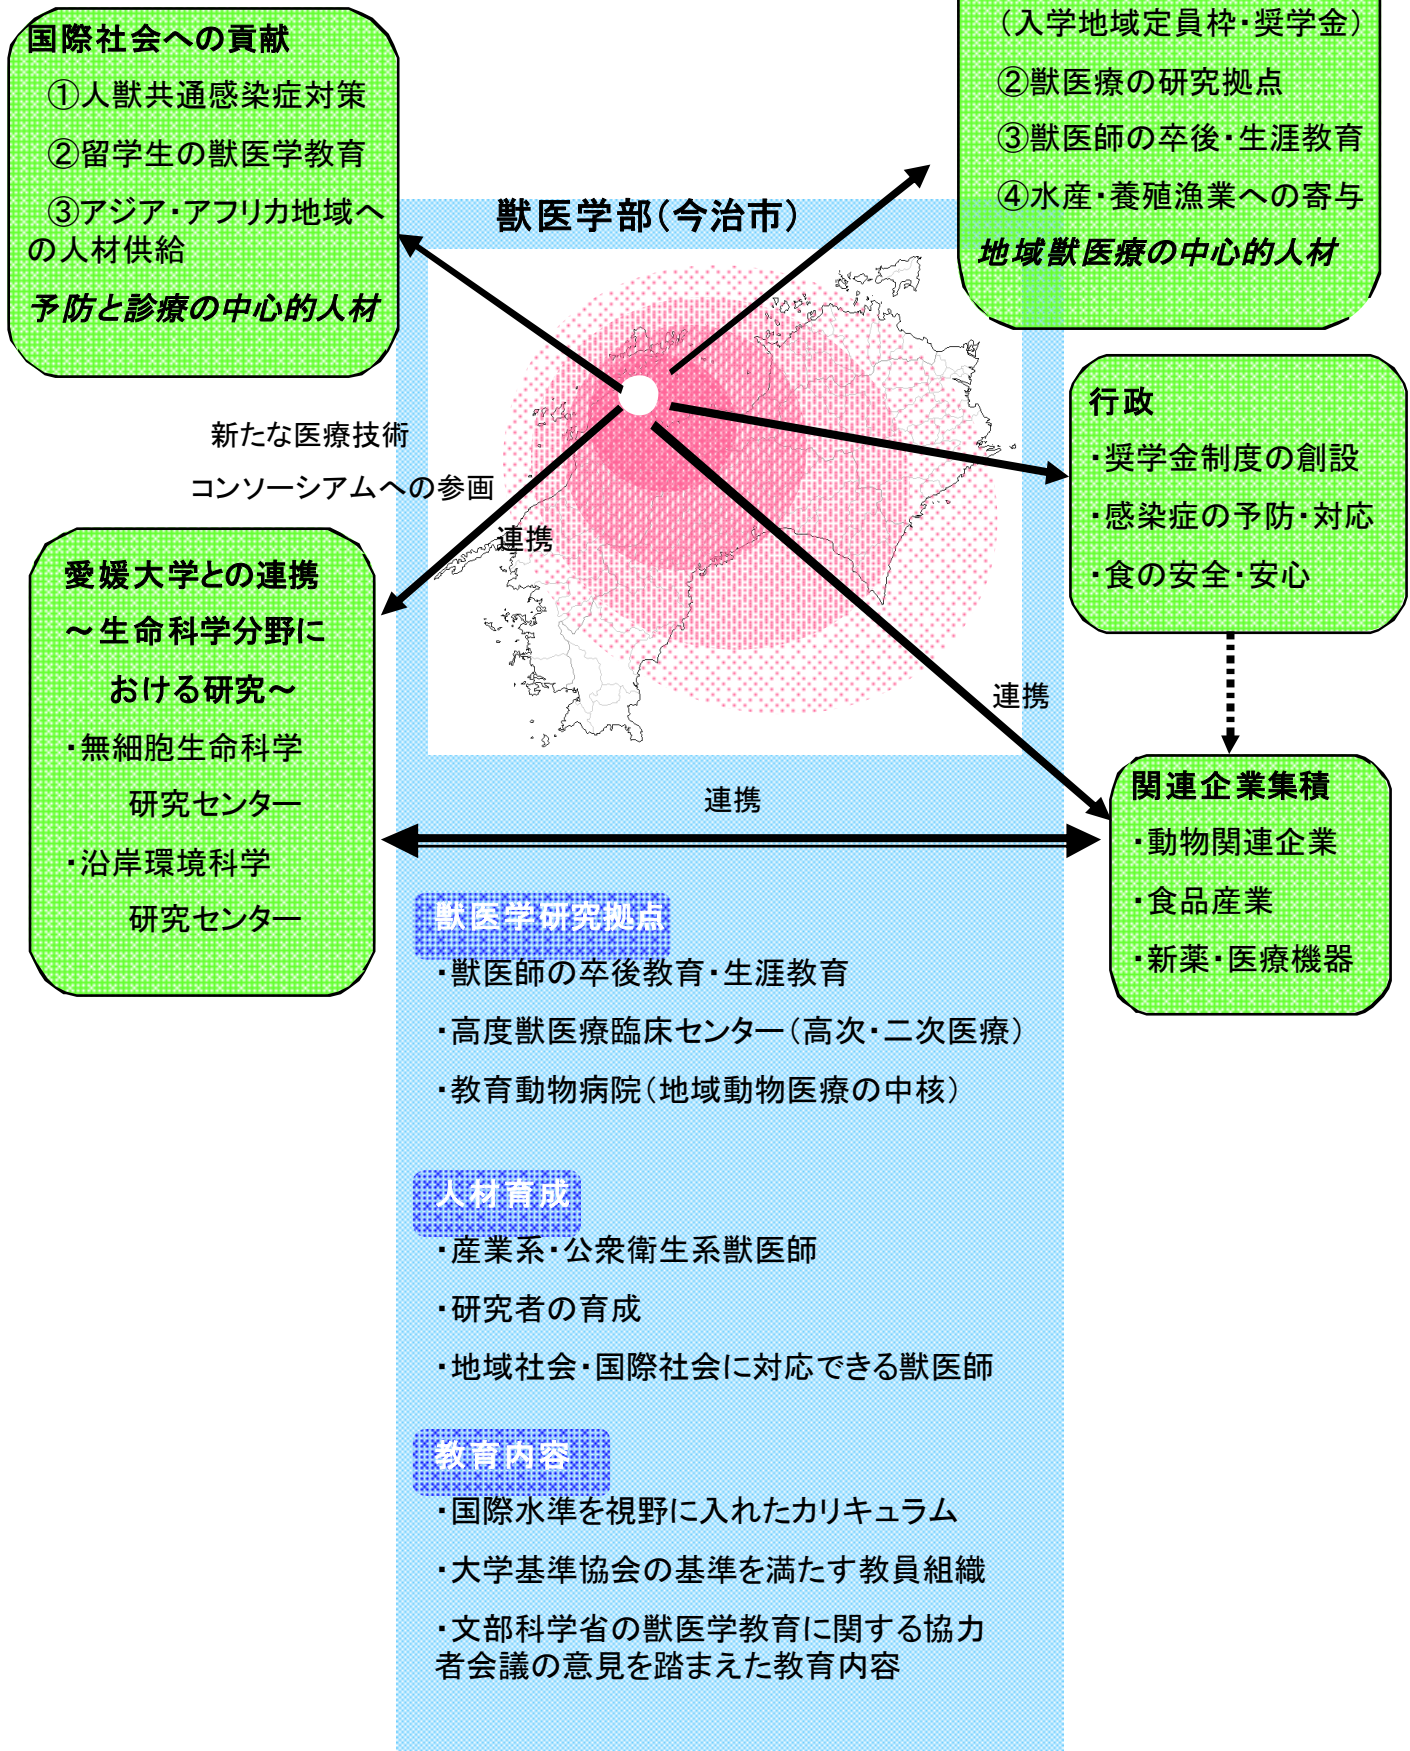 国際社会への貢献
①人獣共通感染症対策
②留学生の獣医学教育
③アジア・アフリカ地域へ
の人材供給
予防と診療の中心的人材
（入学地域定員枠・奨学金）
②獣医療の研究拠点
③獣医師の卒後・生涯教育
④水産・養殖漁業への寄与
地域獣医療の中心的人材
獣医学部（今治市）
行政
・奨学金制度の創設
・感染症の予防・対応
・食の安全・安心
新たな医療技術
コンソーシアムへの参画
連携
愛媛大学との連携
～生命科学分野に
おける研究～
・無細胞生命科学
研究センター
・沿岸環境科学
研究センター
連携
連携
関連企業集積
・動物関連企業
・食品産業
・新薬・医療機器
獣医学研究拠点
・獣医師の卒後教育・生涯教育
・高度獣医療臨床センター（高次・二次医療）
・教育動物病院（地域動物医療の中核）
人材育成
・産業系・公衆衛生系獣医師
・研究者の育成
・地域社会・国際社会に対応できる獣医師
教育内容
・国際水準を視野に入れたカリキュラム
・大学基準協会の基準を満たす教員組織
・文部科学省の獣医学教育に関する協力
者会議の意見を踏まえた教育内容